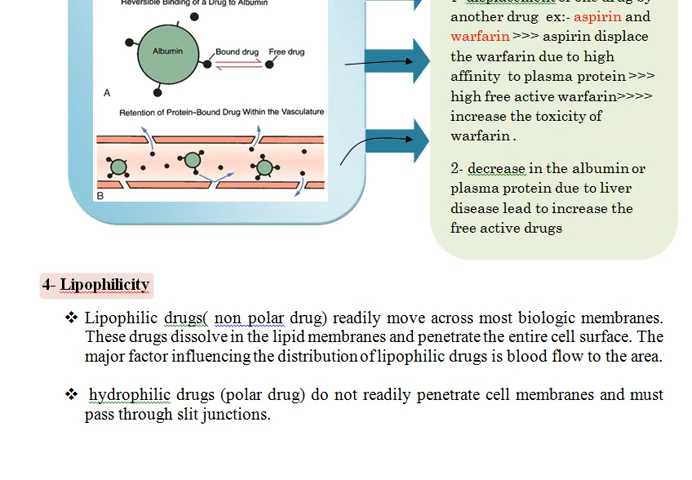 Reversible Binding of a Drug to Albumin
Albumin
Bound drug
Free drug
A
Retention of Protein-Bound Drug Within the Vasculature
B
1- displacement of one drug by
another drug ex:- aspirin and
warfarin >>> aspirin displace
the warfarin due to high
affinity to plasma protein >>>
high free active warfarin>>>>
increase the toxicity of
warfarin .
2- decrease in the albumin or
plasma protein due to liver
disease lead to increase the
free active drugs
4- Lipophilicity
❖ Lipophilic drugs( non polar drug) readily move across most biologic membranes.
These drugs dissolve in the lipid membranes and penetrate the entire cell surface. The
major factor influencing the distribution of lipophilic drugs is blood flow to the area.
❖ hydrophilic drugs (polar drug) do not readily penetrate cell membranes and must
pass through slit junctions.